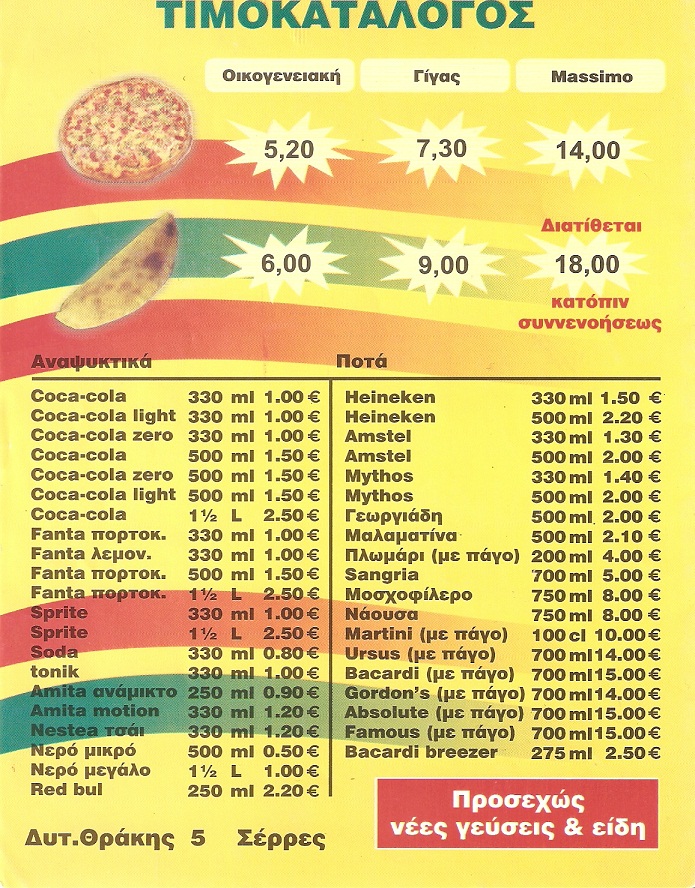 ΤΙΜΟΚΑΤΑΛΟΓΟΣ
Οικογενειακή Γίγας Massimo
5,20 7,30 14,00
Διατίθεται
6,00 9,00 18,00
κατόπιν
συννενοήσεως
Αναψυκτικά
Coca-cola 330 ml 1.00 €
Coca-cola light 330 ml 1.00 €
Coca-cola zero 330 ml 1.00 €
Coca-cola 500 ml 1.50 €
Coca-cola zero 500 ml 1.50 €
Coca-cola light 500 ml 1.50 €
Coca-cola 1½ L 2.50 €
Fanta πορτοκ. 330 ml 1.00 €
Fanta λεμον. 330 ml 1.00 €
Fanta πορτοκ. 500 ml 1.50 €
Fanta πορτοκ. 1½ L 2.50 €
Sprite 330 ml 1.00 €
Sprite 1½ L 2.50 €
Soda 330 ml 0.80 €
tonik 330 ml 1.00 €
Amita ανάμικτο 250 ml 0.90 €
Amita motion 330 ml 1.20 €
Nestea τσάι 330 ml 1.20 €
Νερό μικρό 500 ml 0.50 €
Νερό μεγάλο 1½ L 1.00 €
Red bul 250 ml 2.20 €
Ποτά
Heineken 330 ml 1.50 €
Heineken 500 ml 2.20 €
Amstel 330 ml 1.30 €
Amstel 500 ml 2.00 €
Mythos 330 ml 1.40 €
Mythos 500 ml 2.00 €
Γεωργιάδη 500 ml 2.00 €
Μαλαματίνα 500 ml 2.10 €
Πλωμάρι (με πάγο) 200 ml 4.00 €
Sangria 700 ml 5.00 €
Μοσχοφίλερο 750 ml 8.00 €
Νάουσα 750 ml 8.00 €
Martini (με πάγο) 100 cl 10.00 €
Ursus (με πάγο) 700 ml 14.00 €
Bacardi (με πάγο) 700 ml 15.00 €
Gordon's (με πάγο) 700 ml 14.00 €
Absolute (με πάγο) 700 ml 15.00 €
Famous (με πάγο) 700 ml 15.00 €
Bacardi breezer 275 ml 2.50 €
Προσεχώς
νέες γεύσεις & είδη
Δυτ.Θράκης 5 Σέρρες